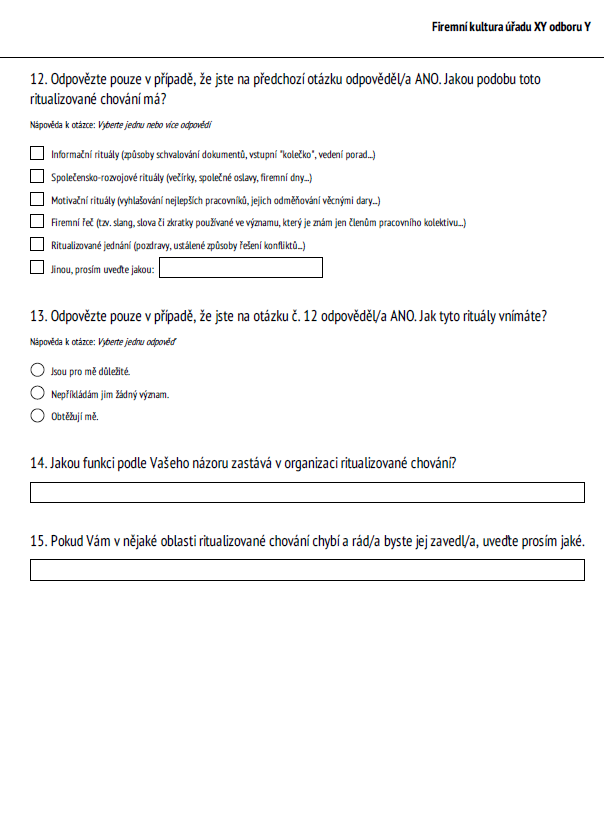 Firemní kultura úřadu XY odboru Y
12. Odpovězte pouze v případě, že jste na předchozí otázku odpověděl/a ANO. Jakou podobu toto
ritualizované chování má?
Nápověda k otázce: Vyberte jednu nebo více odpovědí
Informační rituály (způsoby schvalování dokumentů, vstupní "kolečko", vedení porad...)
Společensko-rozvojové rituály (večírky, společné oslavy, firemní dny...)
Motivační rituály (vyhlašování nejlepších pracovníků, jejich odměňování věcnými dary...)
Firemní řeč (tzv. slang, slova či zkratky používané ve významu, který je znám jen členům pracovního kolektivu...)
Ritualizované jednání (pozdravy, ustálené způsoby řešení konfliktů...)
Jinou, prosím uveďte jakou:
13. Odpovězte pouze v případě, že jste na otázku č. 12 odpověděl/a ANO. Jak tyto rituály vnímáte?
Nápověda k otázce: Vyberte jednu odpověď
Jsou pro mě důležité.
Nepříkládám jim žádný význam.
Obtěžují mě.
14. Jakou funkci podle Vašeho názoru zastává v organizaci ritualizované chování?
15. Pokud Vám v nějaké oblasti ritualizované chování chybí a rád/a byste jej zavedl/a, uveďte prosím jaké.